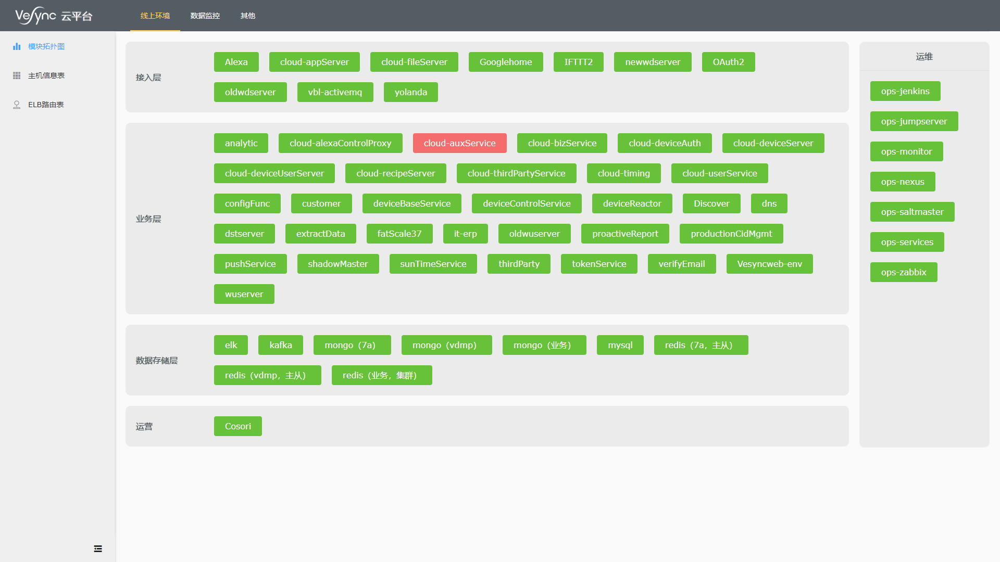 VeSync 云平台 线上环境 数据监控 其他
模块拓扑图
主机信息表
ELB路由表
接入层
Alexa cloud-appServer cloud-fileServer Googlehome IFTTT2 newwdserver OAuth2
oldwdserver vbl-activemq yolanda
业务层
analytic cloud-alexaControlProxy cloud-auxService cloud-bizService cloud-deviceAuth cloud-deviceServer
cloud-deviceUserServer cloud-recipeServer cloud-thirdPartyService cloud-timing cloud-userService
configFunc customer deviceBaseService deviceControlService deviceReactor Discover dns
dstserver extractData fatScale37 it-erp oldwuserver proactiveReport productionCidMgmt
pushService shadowMaster sunTimeService thirdParty tokenService verifyEmail Vesyncweb-env
wuserver
数据存储层
elk kafka mongo（7a） mongo（vdmp） mongo（业务） mysql redis（7a，主从）
redis（vdmp，主从） redis（业务，集群）
运营
Cosori
运维
ops-jenkins
ops-jumpserver
ops-monitor
ops-nexus
ops-saltmaster
ops-services
ops-zabbix